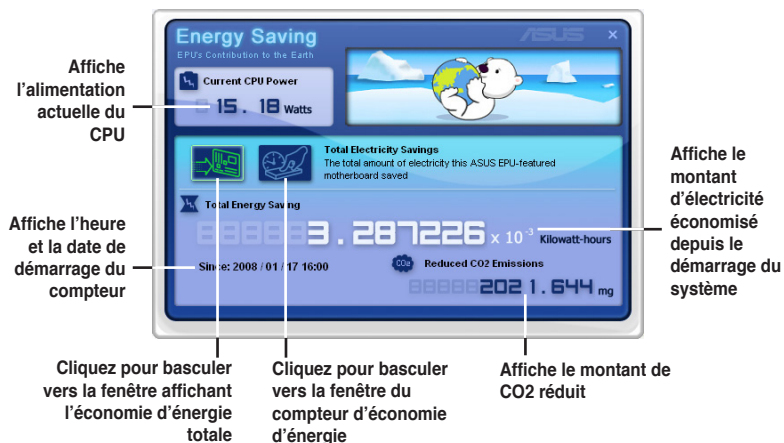 Energy Saving
EPU's Contribution to the Earth
ASUS
×
Current CPU Power
15.18 Watts
Total Electricity Savings
The total amount of electricity this ASUS EPU-featured
motherboard saved
Total Energy Saving
3.287226 x 10-3 Kilowatt-hours
Since: 2008 / 01 / 17 16:00
CO2
Reduced CO2 Emissions
2021.644 mg
Affiche
l'alimentation
actuelle du
CPU
Affiche l'heure
et la date de
démarrage du
compteur
Affiche le
montant
d'électricité
économisé
depuis le
démarrage du
système
Cliquez pour basculer
vers la fenêtre affichant
l'économie d'énergie
totale
Cliquez pour basculer
vers la fenêtre du
compteur d'économie
d'énergie
Affiche le montant de
CO2 réduit